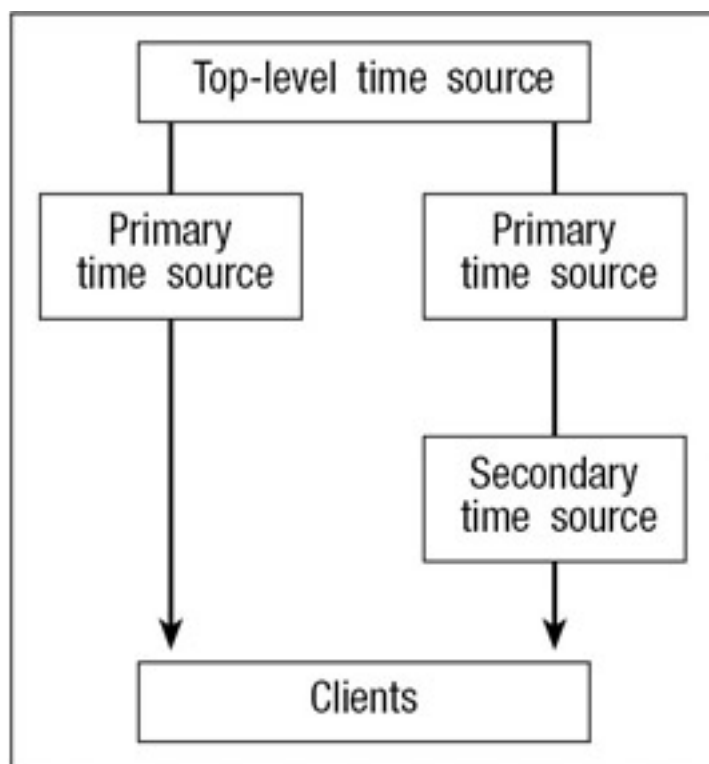 Top-level time source
Primary
time source
Primary
time source
Secondary
time source
Clients